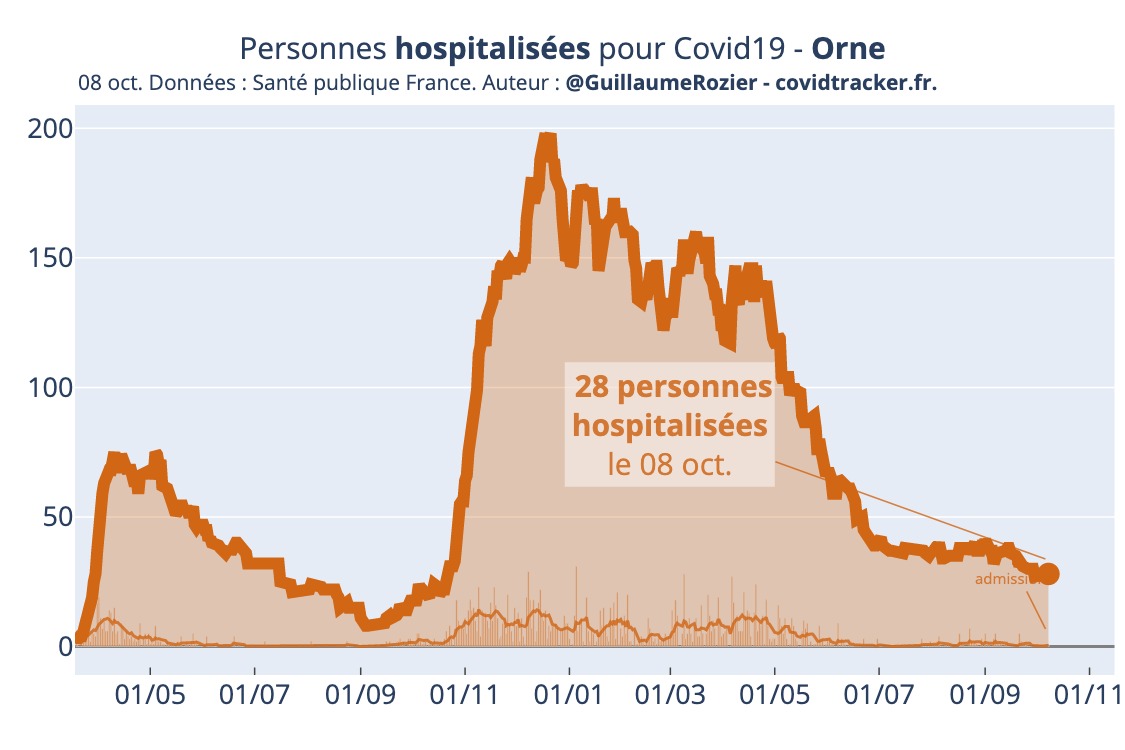 Personnes hospitalisées pour Covid19 - Orne
08 oct. Données : Santé publique France. Auteur : @GuillaumeRozier - covidtracker.fr.
200
150
100
50
0
28 personnes
hospitalisées
le 08 oct.
admissi
01/05 01/07 01/09 01/11 01/01 01/03 01/05 01/07 01/09 01/11